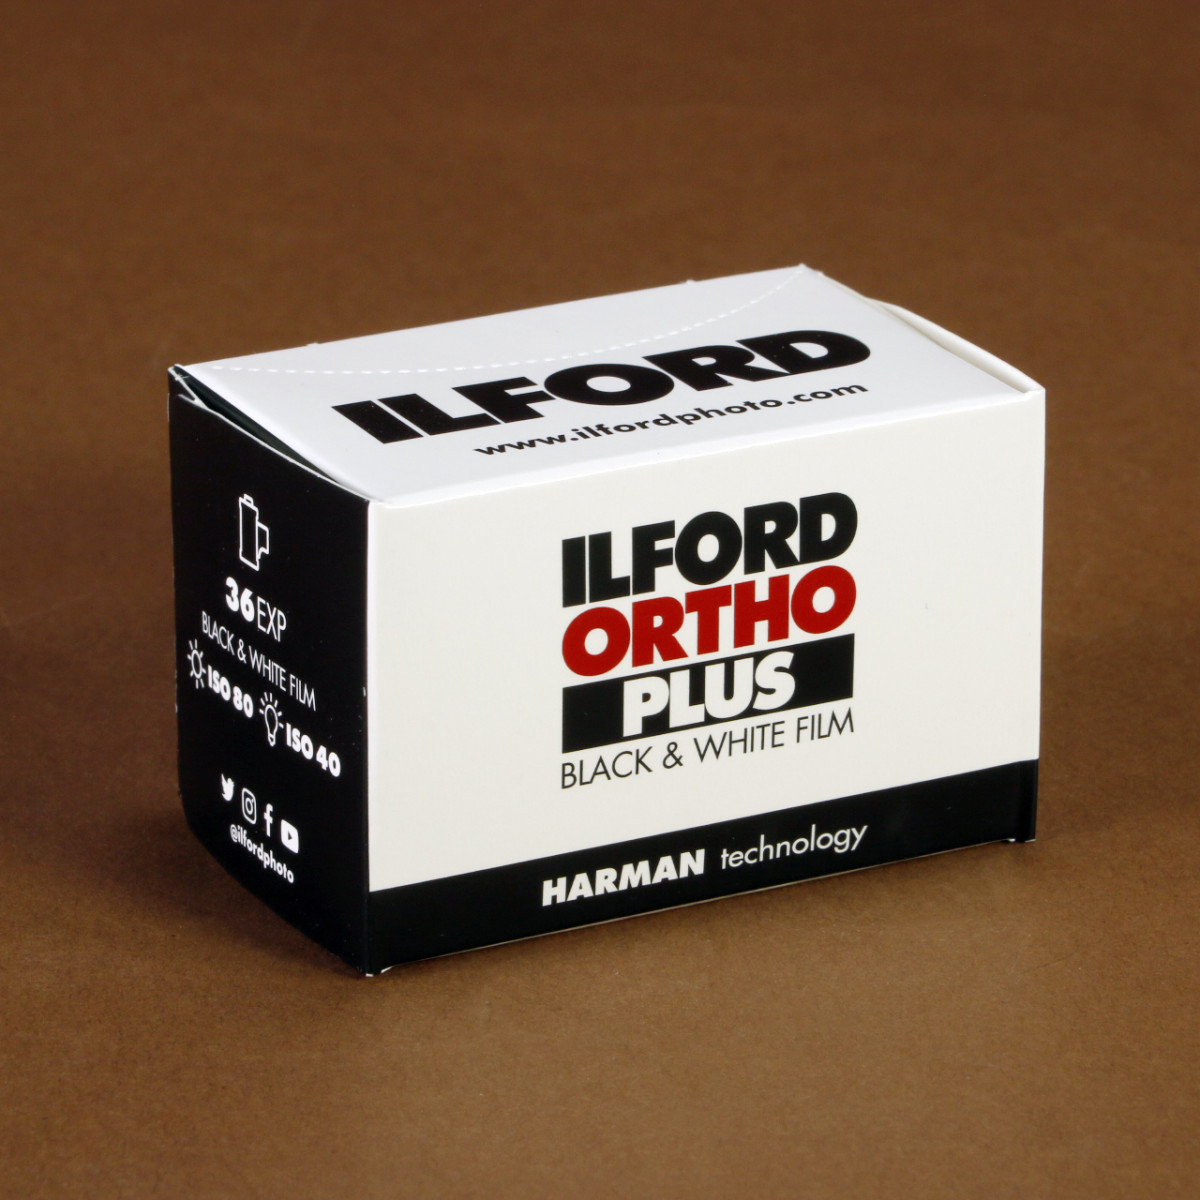 ILFORD
www.ilfordphoto.com
ILFORD
ORTHO
PLUS
BLACK & WHITE FILM
HARMAN technology
36 EXP
BLACK & WHITE FILM
ISO 80 ISO 40
@ilfordphoto